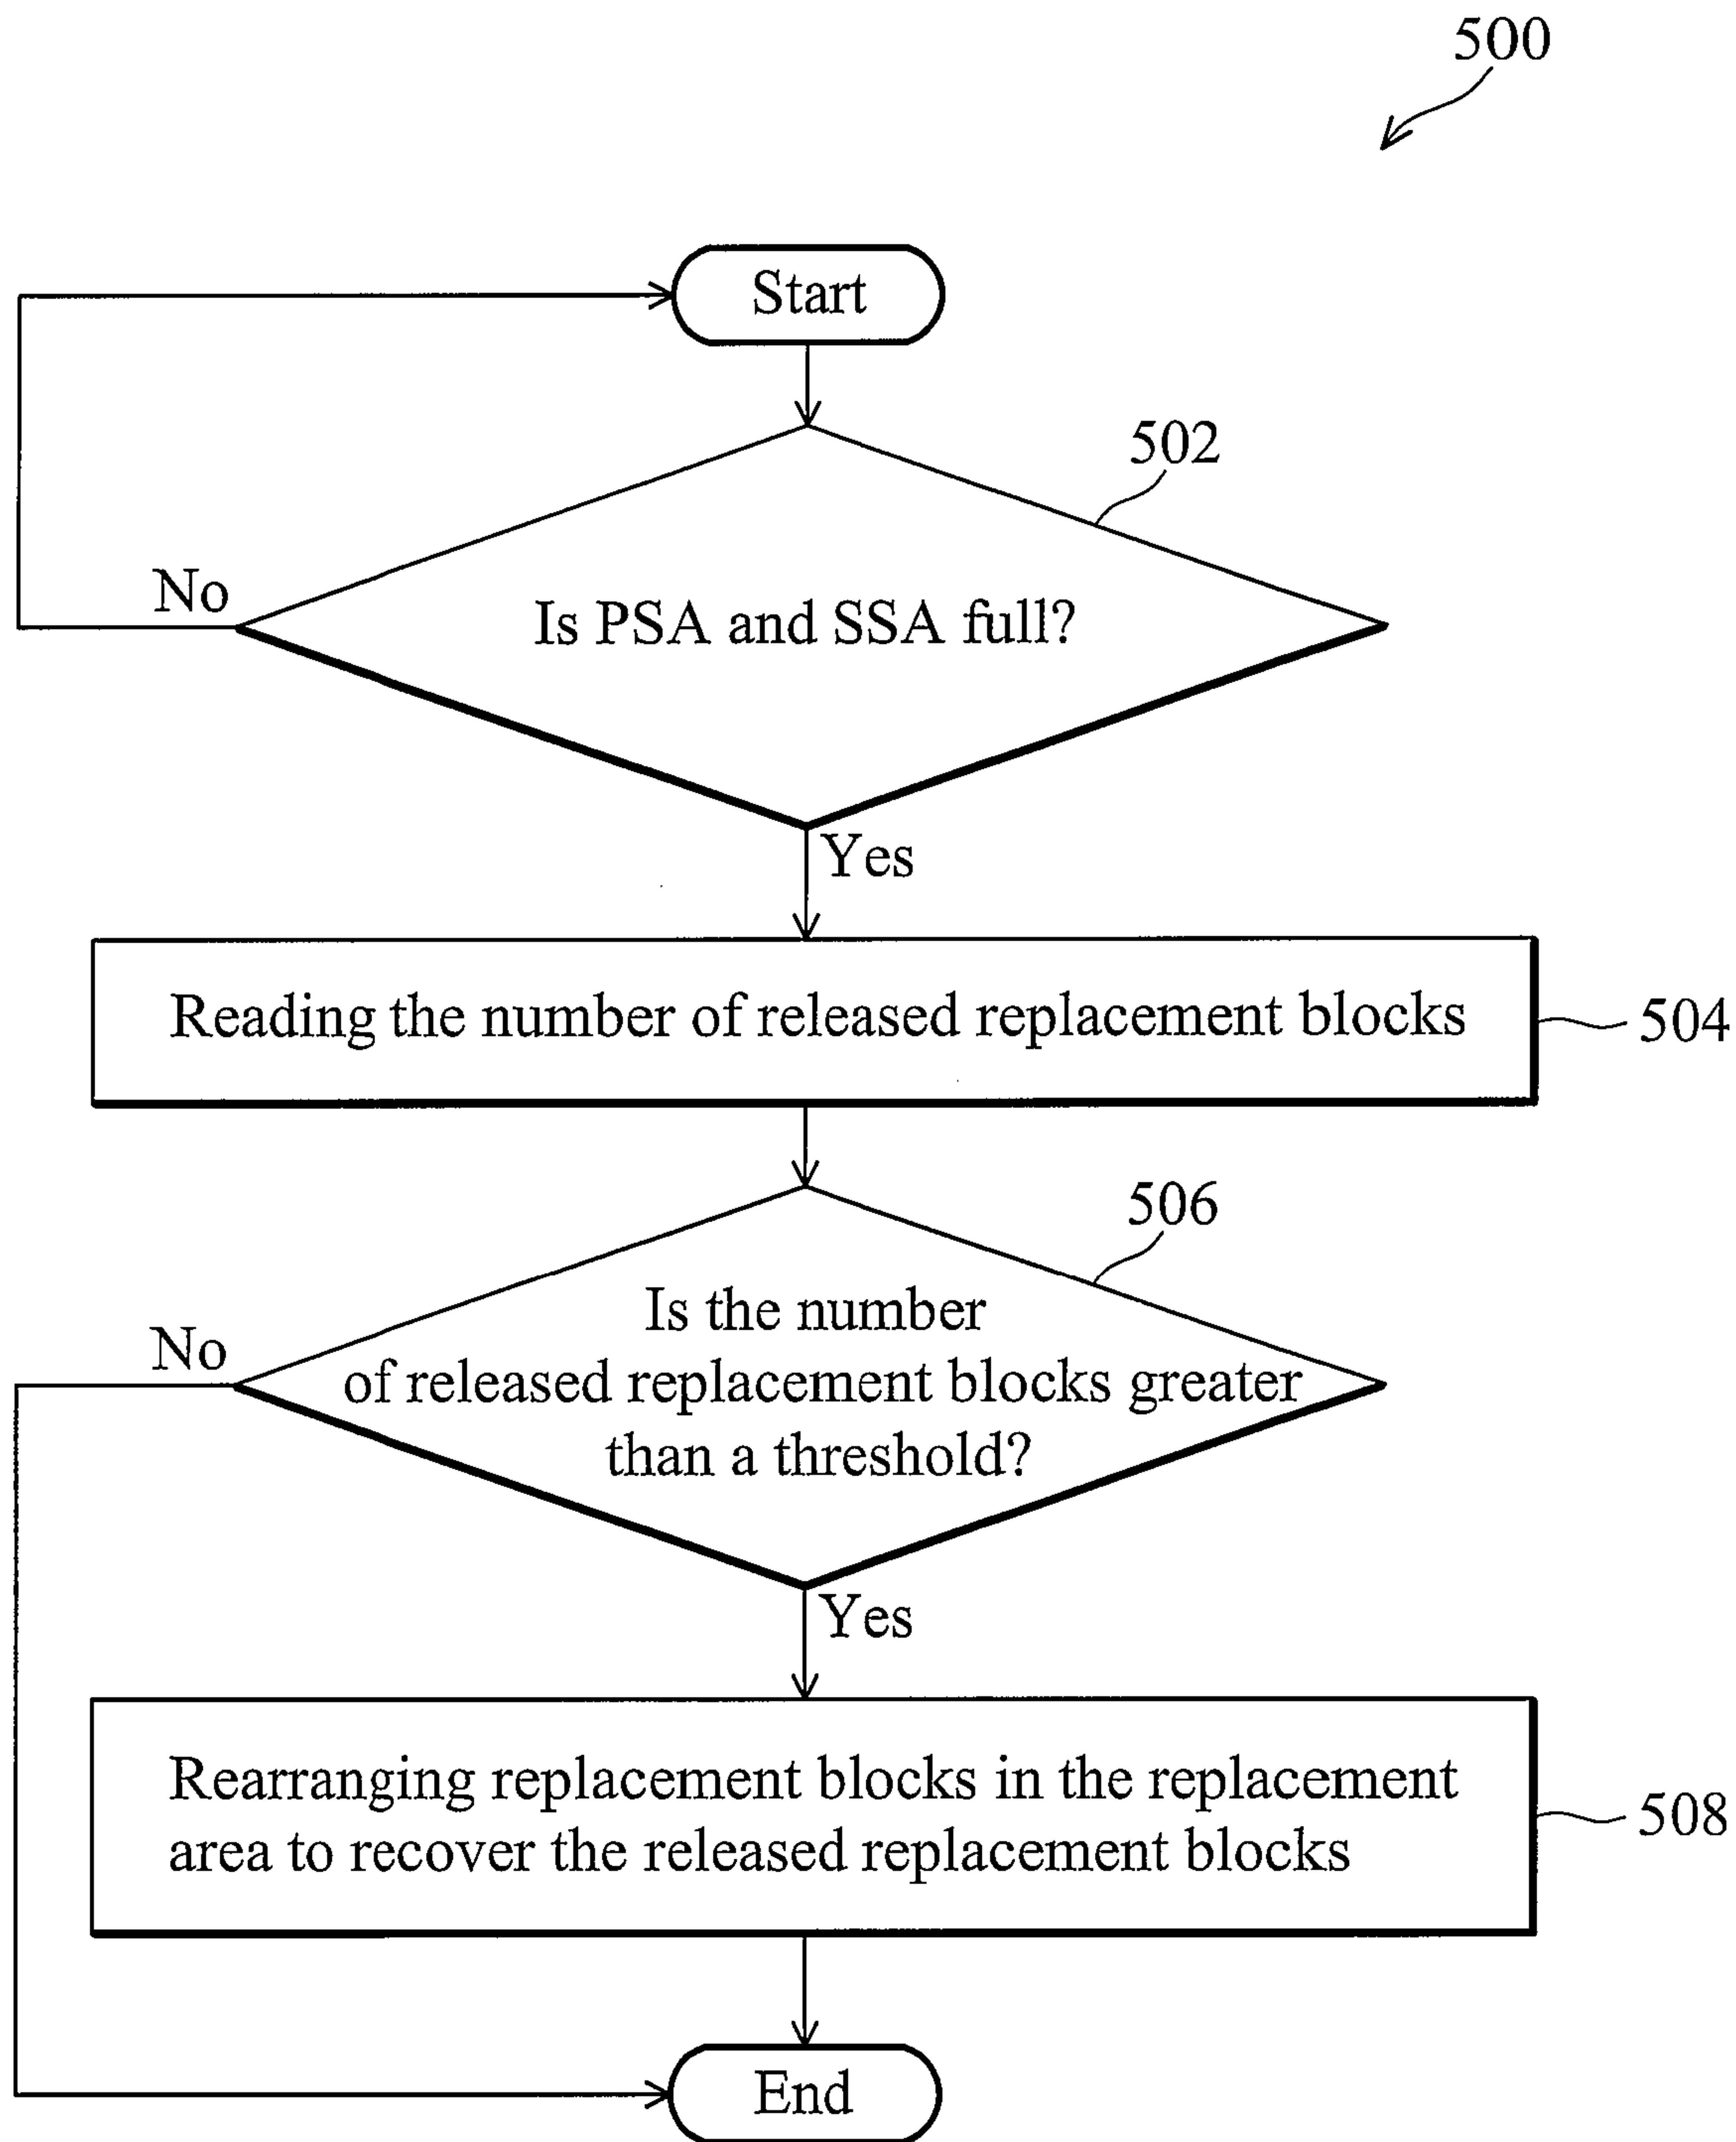 500
Start
502
No
Is PSA and SSA full?
Yes
Reading the number of released replacement blocks
504
506
Is the number
No
of released replacement blocks greater
than a threshold?
Yes
Rearranging replacement blocks in the replacement
508
area to recover the released replacement blocks
End